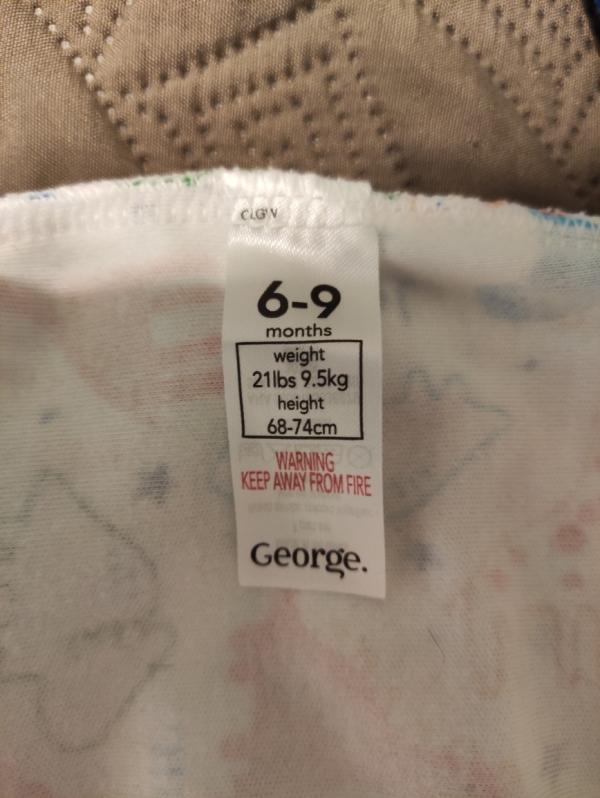 6-9
months
weight
21lbs 9.5kg
height
68-74cm
WARNING
KEEP AWAY FROM FIRE
George.